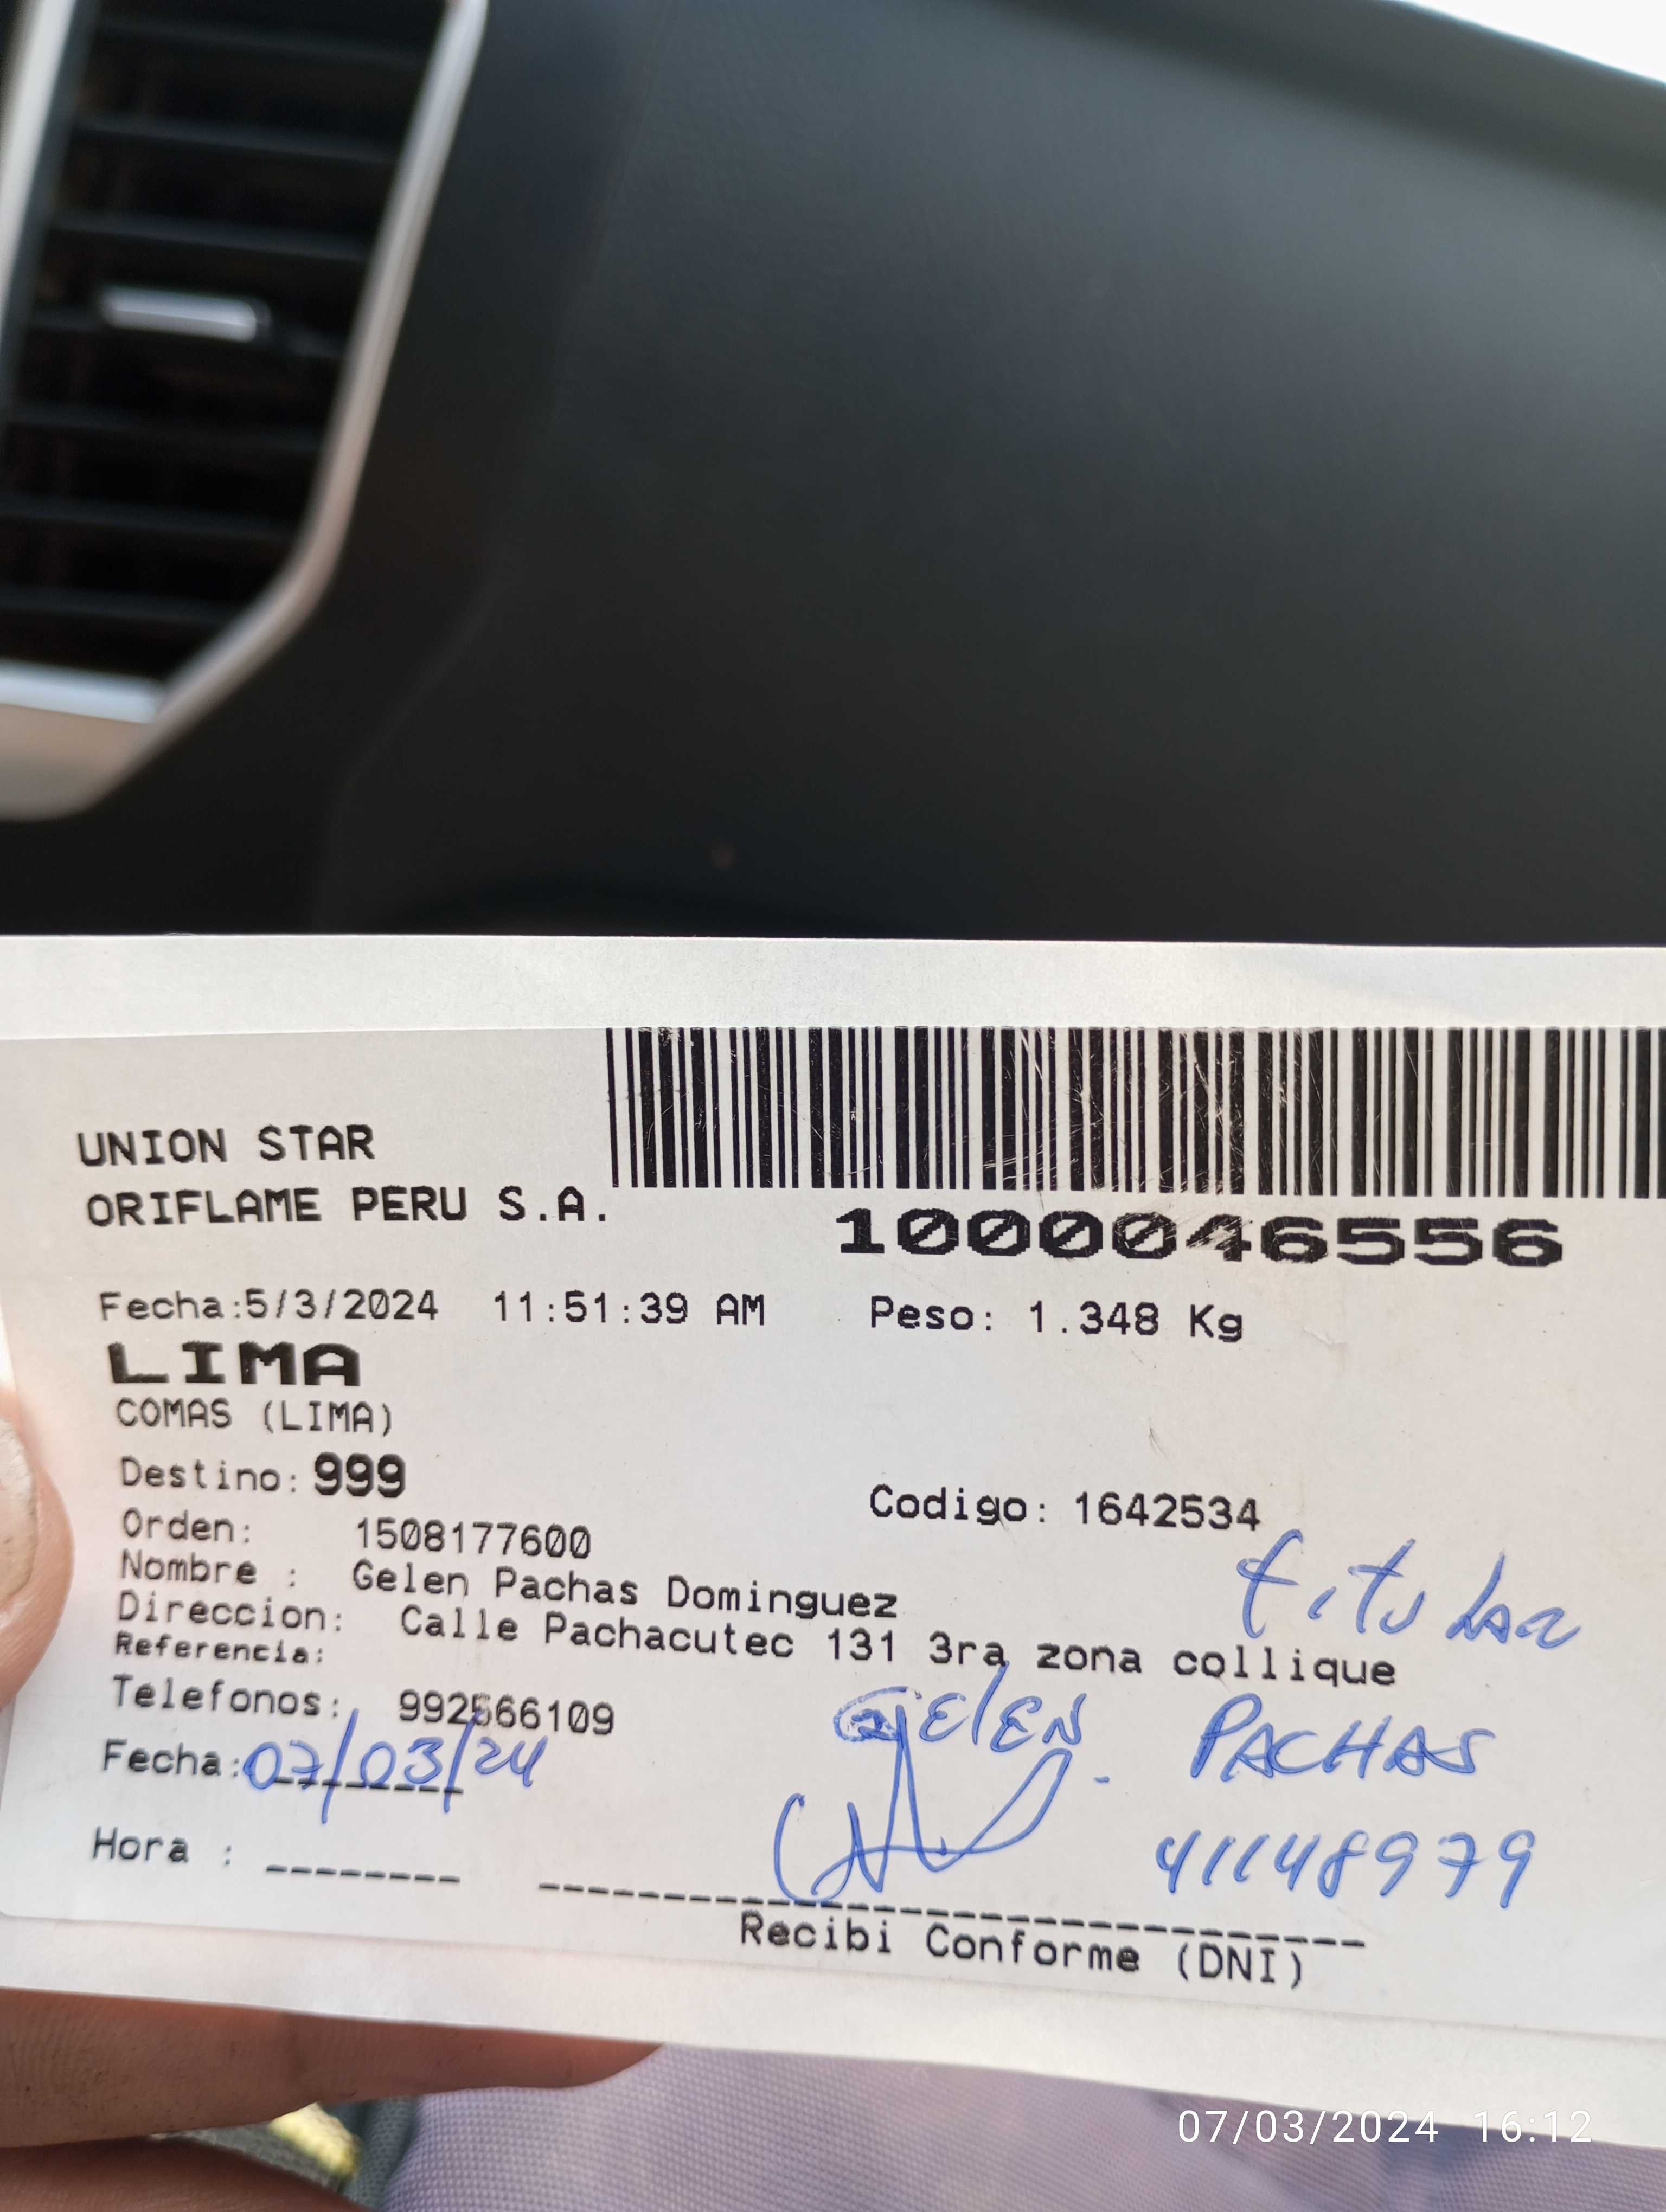 UNION STAR
ORIFLAME PERU S.A.
1000046556
Fecha:5/3/2024 11:51:39 AM Peso: 1.348 Kg
LIMA
COMAS (LIMA)
Destino: 999
Codigo: 1642534
Orden: 1508177600
Nombre : Gelen Pachas Dominguez
titular
Direccion: Calle Pachacutec 131 3ra zona collique
Referencia:
Telefonos: 992566109
GElEN PACHAS
Fecha: 07/03/24
41148979
Hora :
Recibi Conforme (DNI)
07/03/2024 16:12